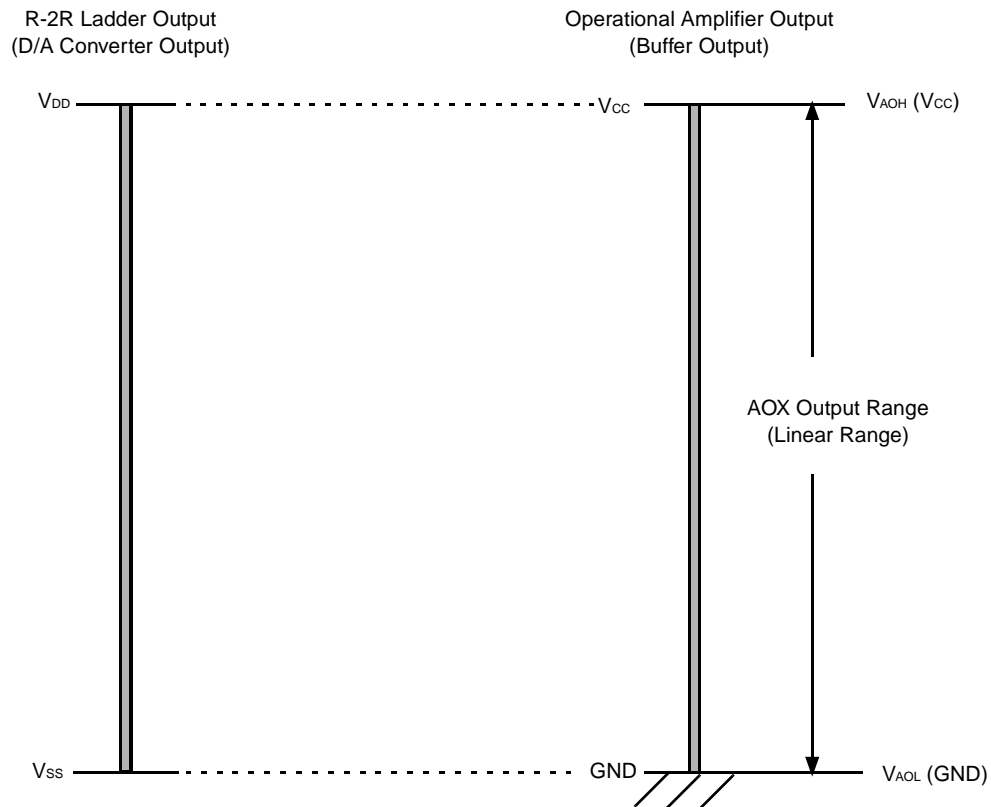 R-2R Ladder Output
(D/A Converter Output)
Operational Amplifier Output
(Buffer Output)
VDD
VCC
VAOH (VCC)
AOX Output Range
(Linear Range)
VSS
GND
VAOL (GND)